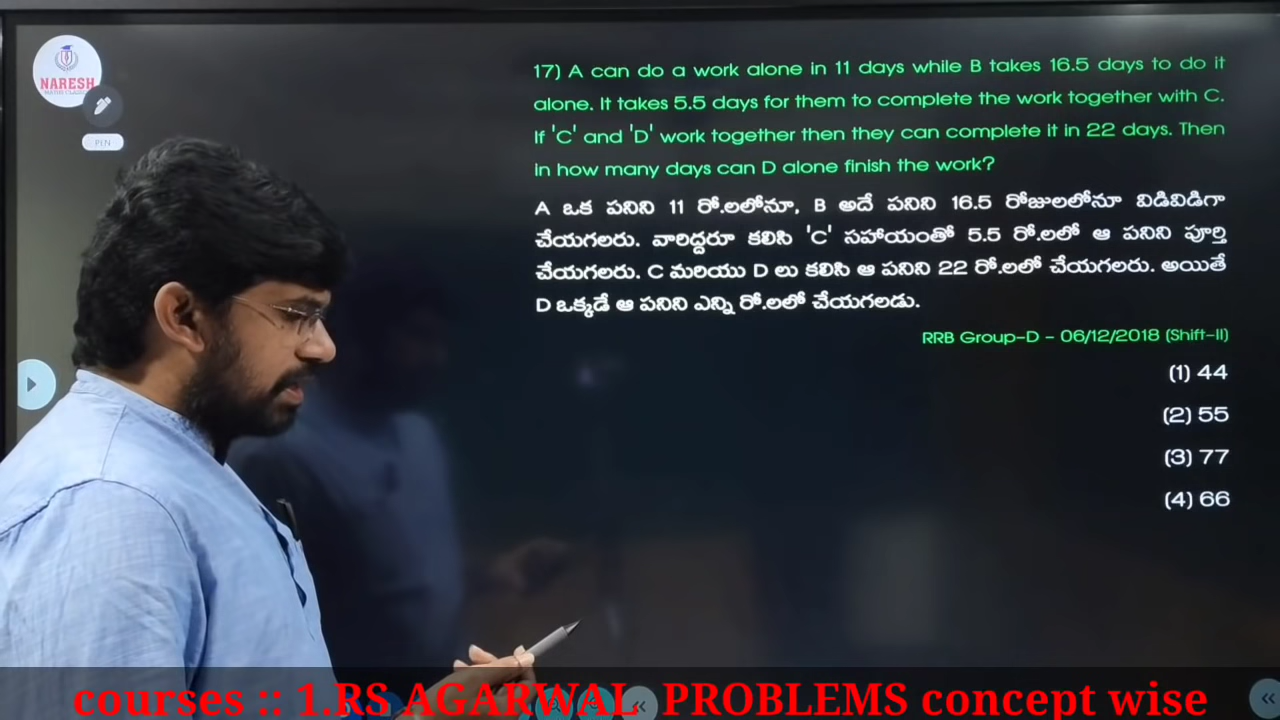 NARESH
MATHS CLASSES
PEN
17) A can do a work alone in 11 days while B takes 16.5 days to do it
alone. It takes 5.5 days for them to complete the work together with C.
If 'C' and 'D' work together then they can complete it in 22 days. Then
in how many days can D alone finish the work?
A ఒక పనిని 11 రో.లలోనూ, B అదే పనిని 16.5 రోజులలోనూ విడివిడిగా
చేయగలరు. వారిద్దరూ కలిసి 'C' సహాయంతో 5.5 రో.లలో ఆ పనిని పూర్తి
చేయగలరు. C మరియు D లు కలిసి ఆ పనిని 22 రో.లలో చేయగలరు. అయితే
D ఒక్కడే ఆ పనిని ఎన్ని రో.లలో చేయగలడు.
RRB Group-D - 06/12/2018 (Shift-II)
(1) 44
(2) 55
(3) 77
(4) 66
courses :: 1.RS AGARWAL PROBLEMS concept wise